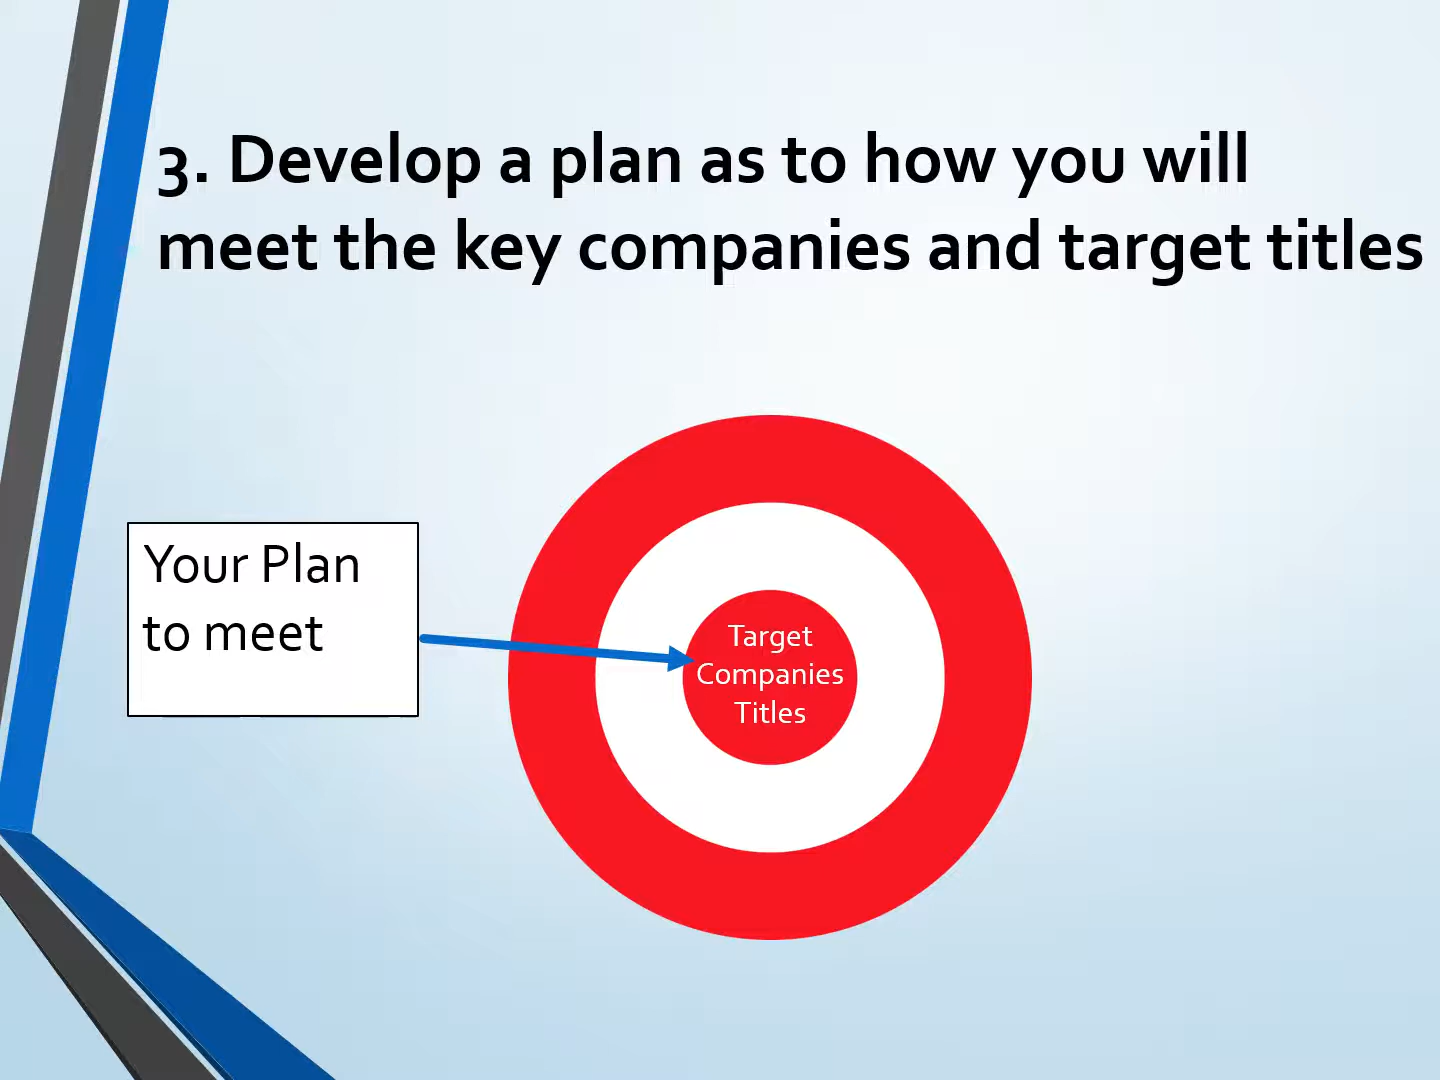 3. Develop a plan as to how you will
meet the key companies and target titles
Your Plan
to meet
Target
Companies
Titles